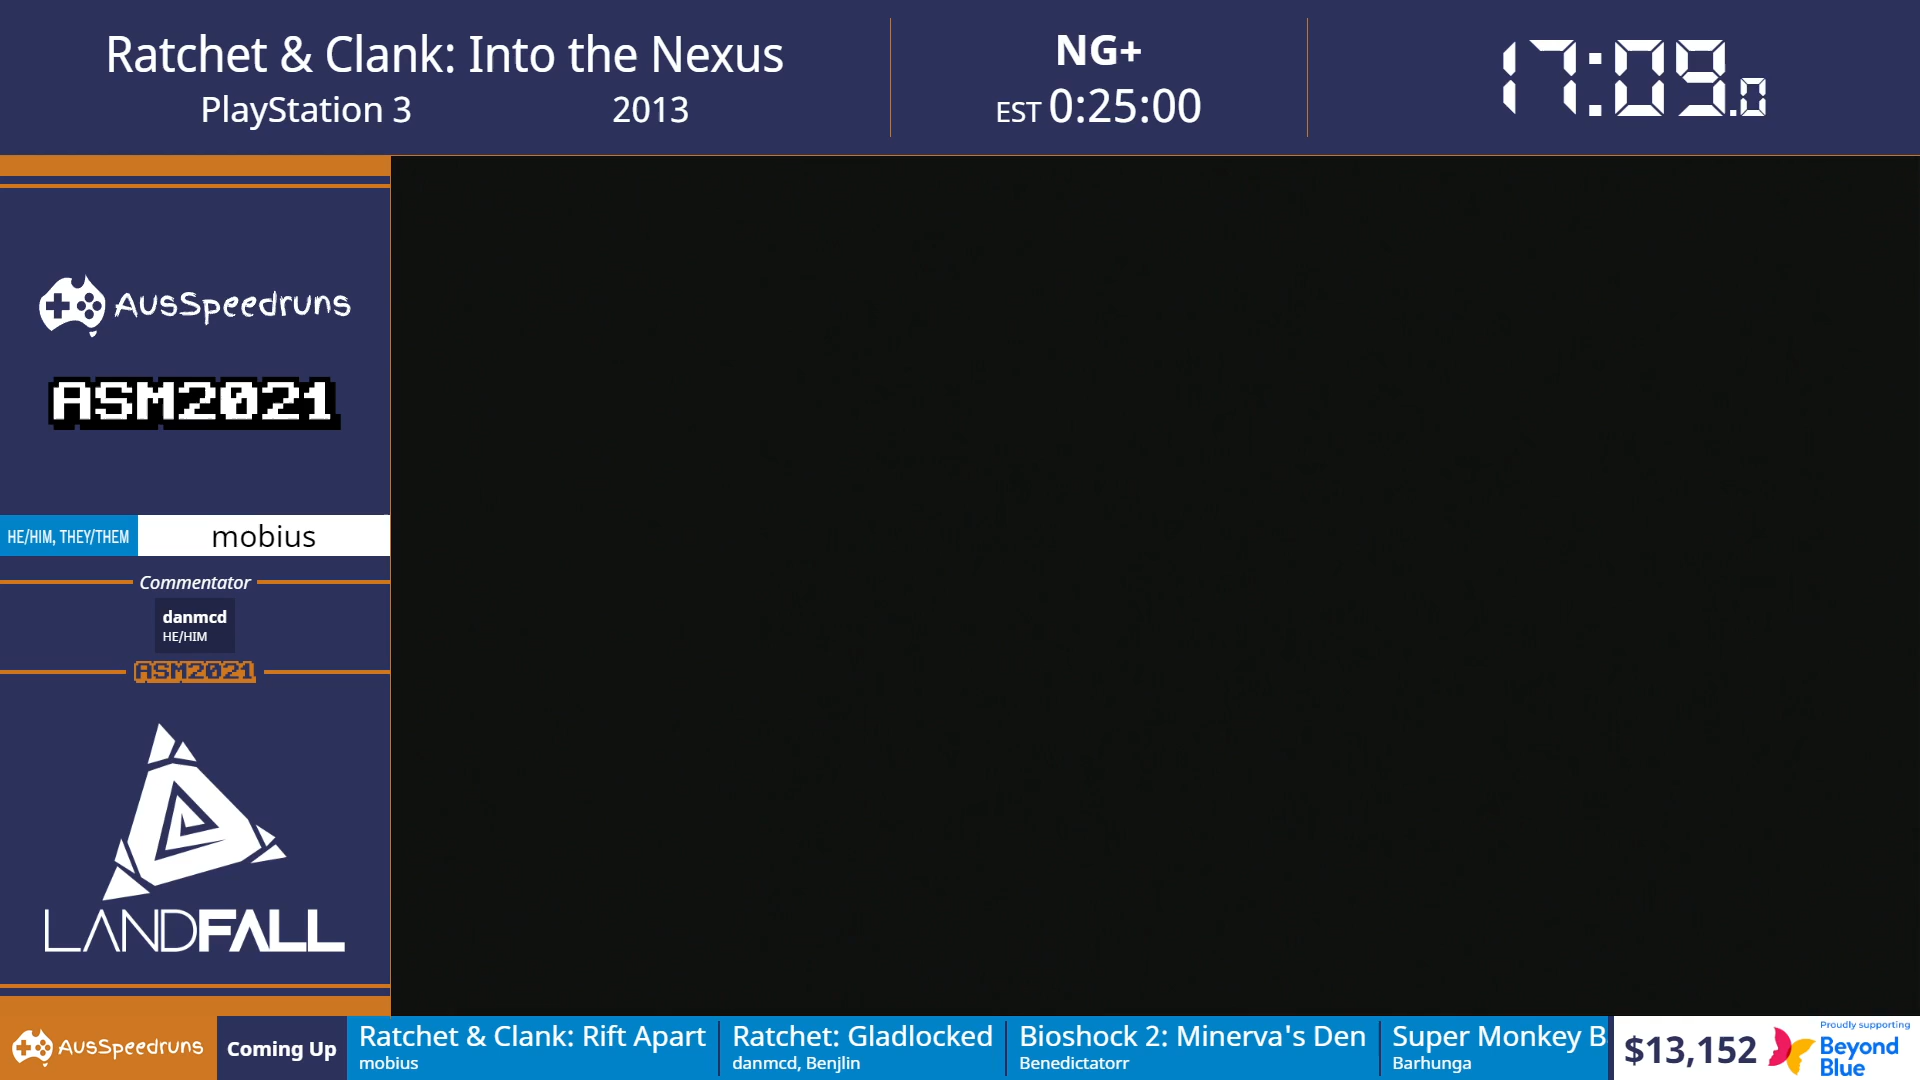 Ratchet & Clank: Into the Nexus
PlayStation 3 2013
NG+
EST 0:25:00
17:09.0
AusSpeedruns
ASM2021
HE/HIM, THEY/THEM mobius
Commentator
danmcd
HE/HIM
ASM2021
LANDFALL
AusSpeedruns
Coming Up
Ratchet & Clank: Rift Apart
mobius
Ratchet: Gladlocked
danmcd, Benjlin
Bioshock 2: Minerva's Den
Benedictatorr
Super Monkey B
Barhunga
$13,152
Proudly supporting
Beyond
Blue